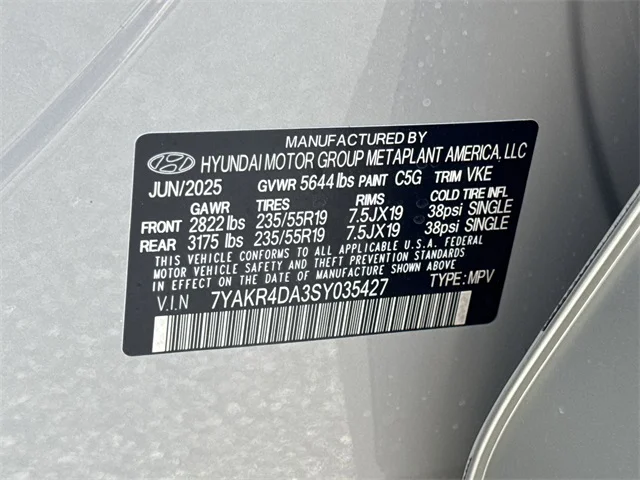 MANUFACTURED BY
HYUNDAI MOTOR GROUP METAPLANT AMERICA, LLC
JUN/2025 GVWR 5644 lbs PAINT C5G TRIM VKE
GAWR TIRES RIMS COLD TIRE INFL
FRONT 2822 lbs 235/55R19 7.5JX19 38psi SINGLE
REAR 3175 lbs 235/55R19 7.5JX19 38psi SINGLE
THIS VEHICLE CONFORMS TO ALL APPLICABLE U.S.A. FEDERAL
MOTOR VEHICLE SAFETY, BUMPER, AND THEFT PREVENTION
STANDARDS IN EFFECT ON THE DATE OF MANUFACTURE SHOWN ABOVE.
V.I.N 7YAKR4DA3SY035427 TYPE:MPV